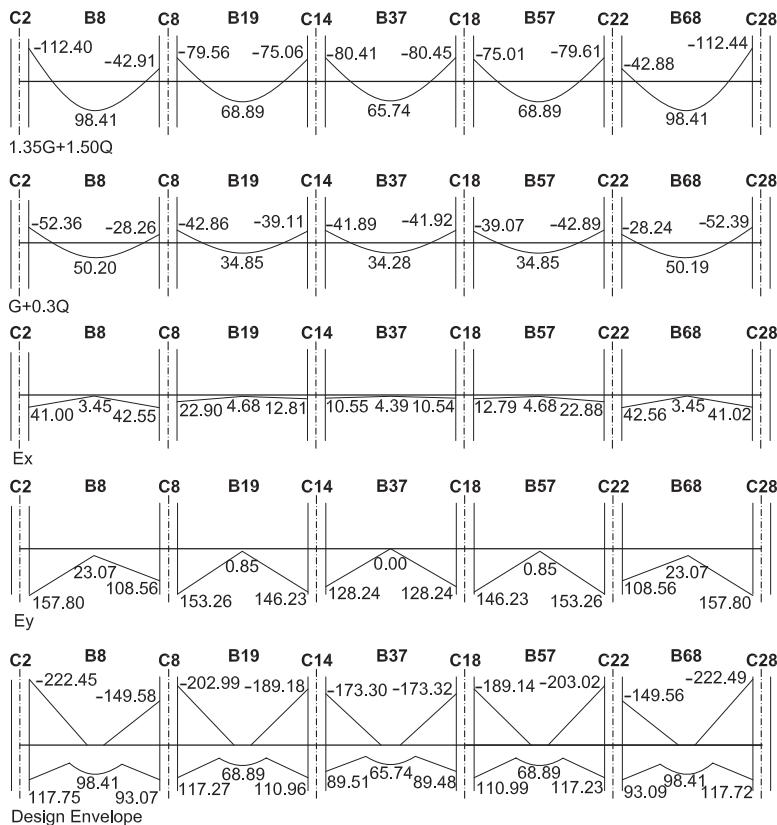 C2 B8 C8 B19 C14 B37 C18 B57 C22 B68 C28
-112.40 -42.91 -79.56 -75.06 -80.41 -80.45 -75.01 -79.61 -42.88 -112.44
98.41 68.89 65.74 68.89 98.41
1.35G+1.50Q
C2 B8 C8 B19 C14 B37 C18 B57 C22 B68 C28
-52.36 -28.26 -42.86 -39.11 -41.89 -41.92 -39.07 -42.89 -28.24 -52.39
50.20 34.85 34.28 34.85 50.19
G+0.3Q
C2 B8 C8 B19 C14 B37 C18 B57 C22 B68 C28
41.00 3.45 42.55 22.90 4.68 12.81 10.55 4.39 10.54 12.79 4.68 22.88 42.56 3.45 41.02
Ex
C2 B8 C8 B19 C14 B37 C18 B57 C22 B68 C28
157.80 23.07 108.56 153.26 0.85 146.23 128.24 0.00 128.24 146.23 0.85 153.26 108.56 23.07 157.80
Ey
C2 B8 C8 B19 C14 B37 C18 B57 C22 B68 C28
-222.45 -149.58 -202.99 -189.18 -173.30 -173.32 -189.14 -203.02 -149.56 -222.49
117.75 98.41 93.07 117.27 68.89 110.96 89.51 65.74 89.48 110.99 68.89 117.23 93.09 98.41 117.72
Design Envelope